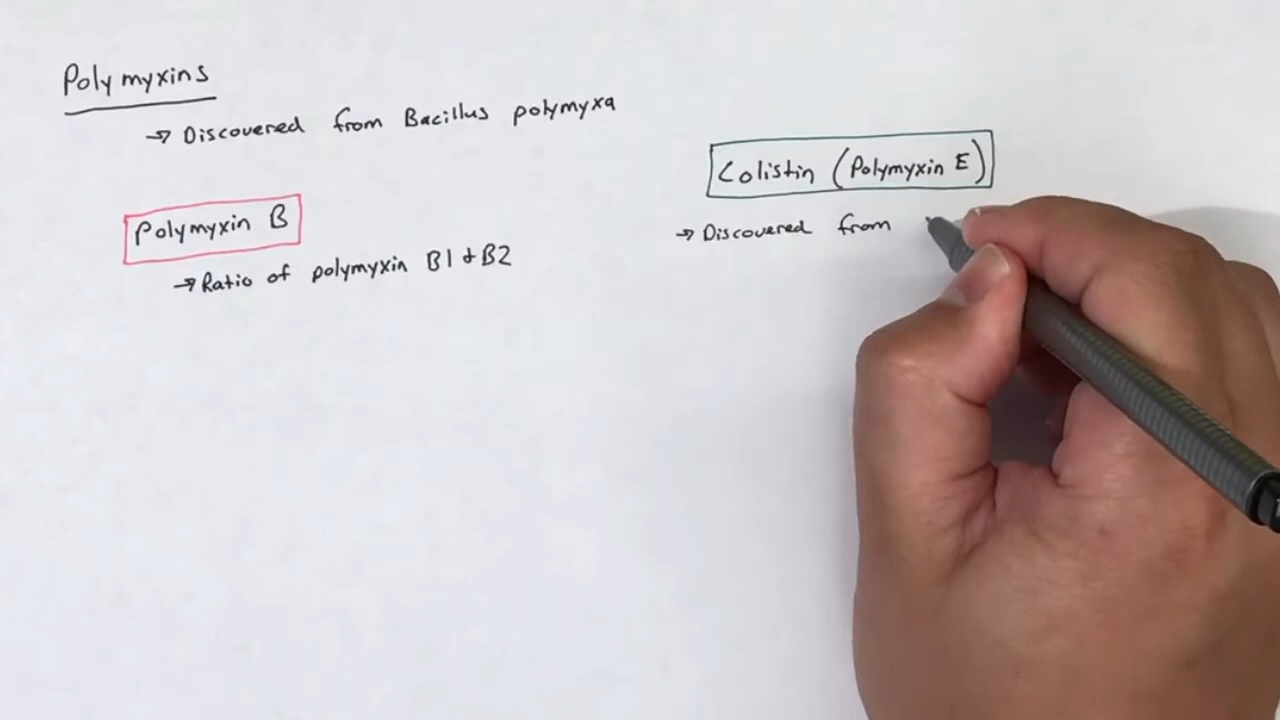 Polymyxins
→ Discovered from Bacillus polymyxa
Polymyxin B
→ Ratio of polymyxin B1 & B2
Colistin (Polymyxin E)
→ Discovered from